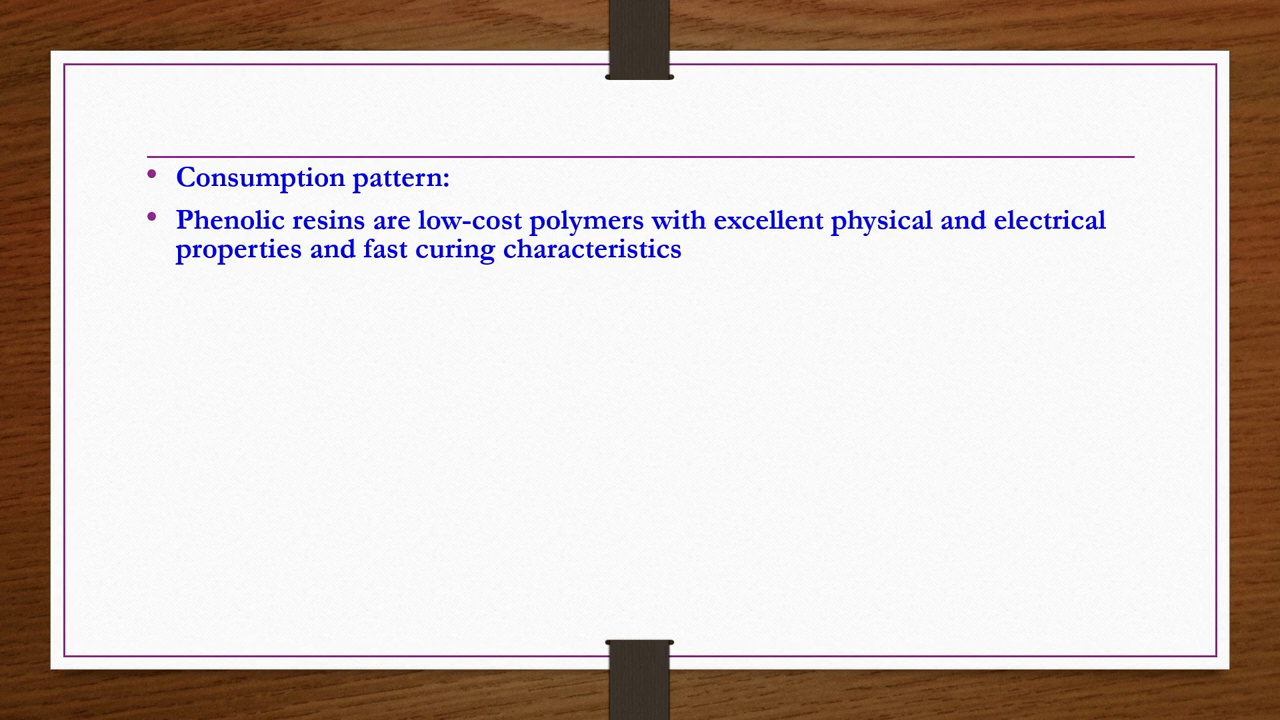 • Consumption pattern:
• Phenolic resins are low-cost polymers with excellent physical and electrical
properties and fast curing characteristics